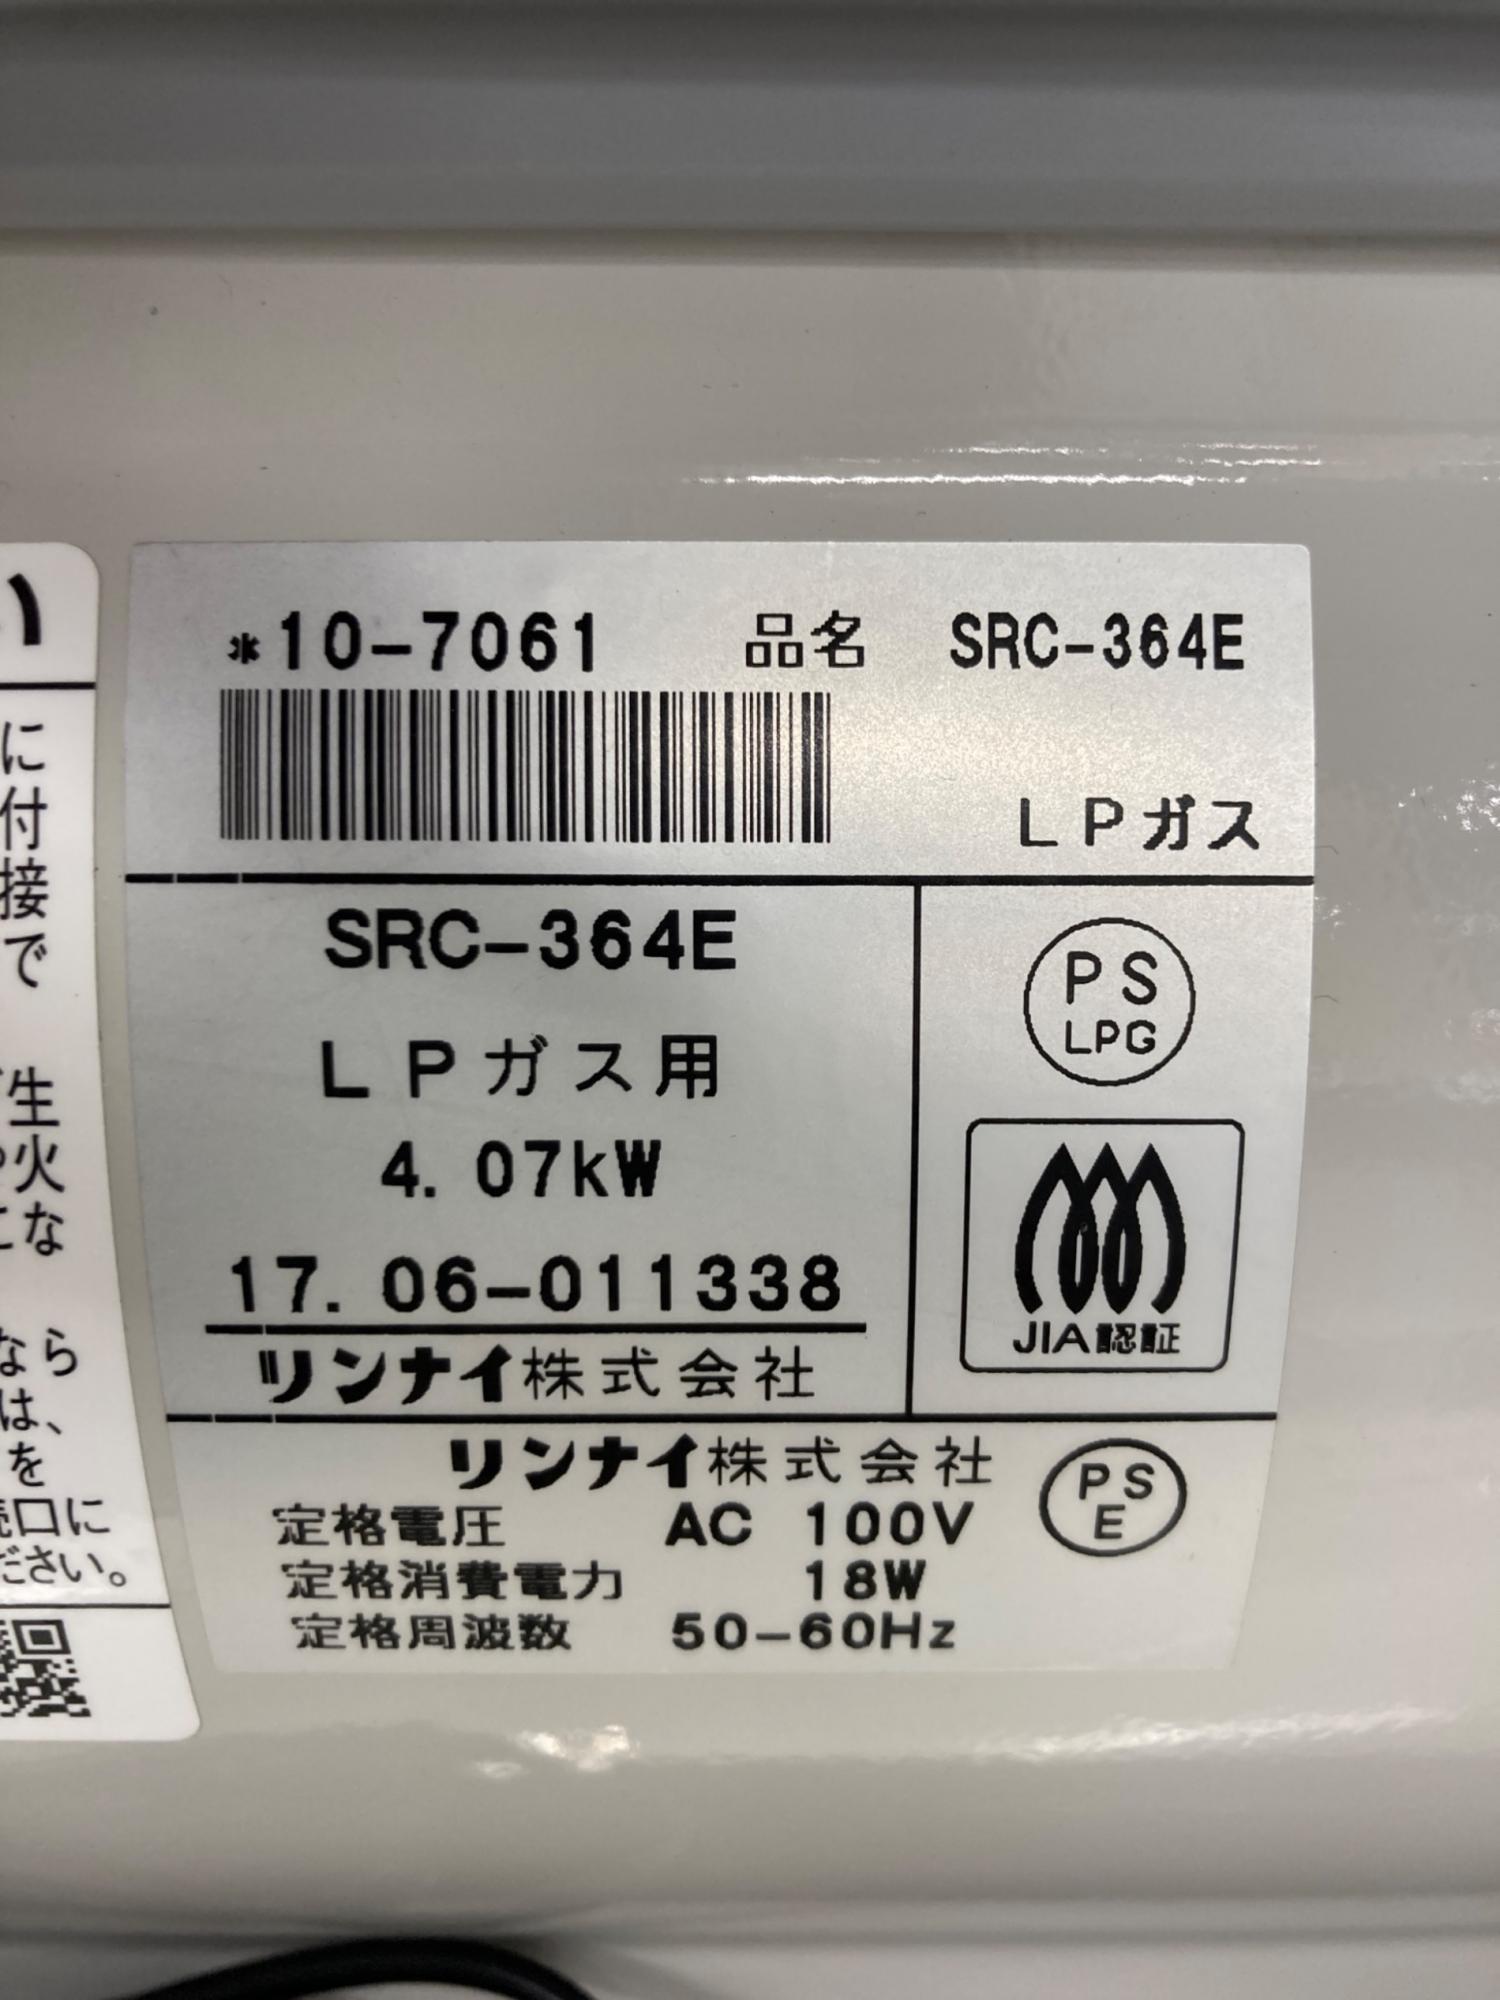 い
に
付
接
で
生
火
な
なら
は、
を
続口に
ださい。
*10-7061 品名 SRC-364E
LPガス
SRC-364E
LPガス用
4.07kW
17.06-011338
リンナイ株式会社
PS
LPG
JIA認証
リンナイ株式会社
PS
E
定格電圧 AC 100V
定格消費電力 18W
定格周波数 50-60Hz